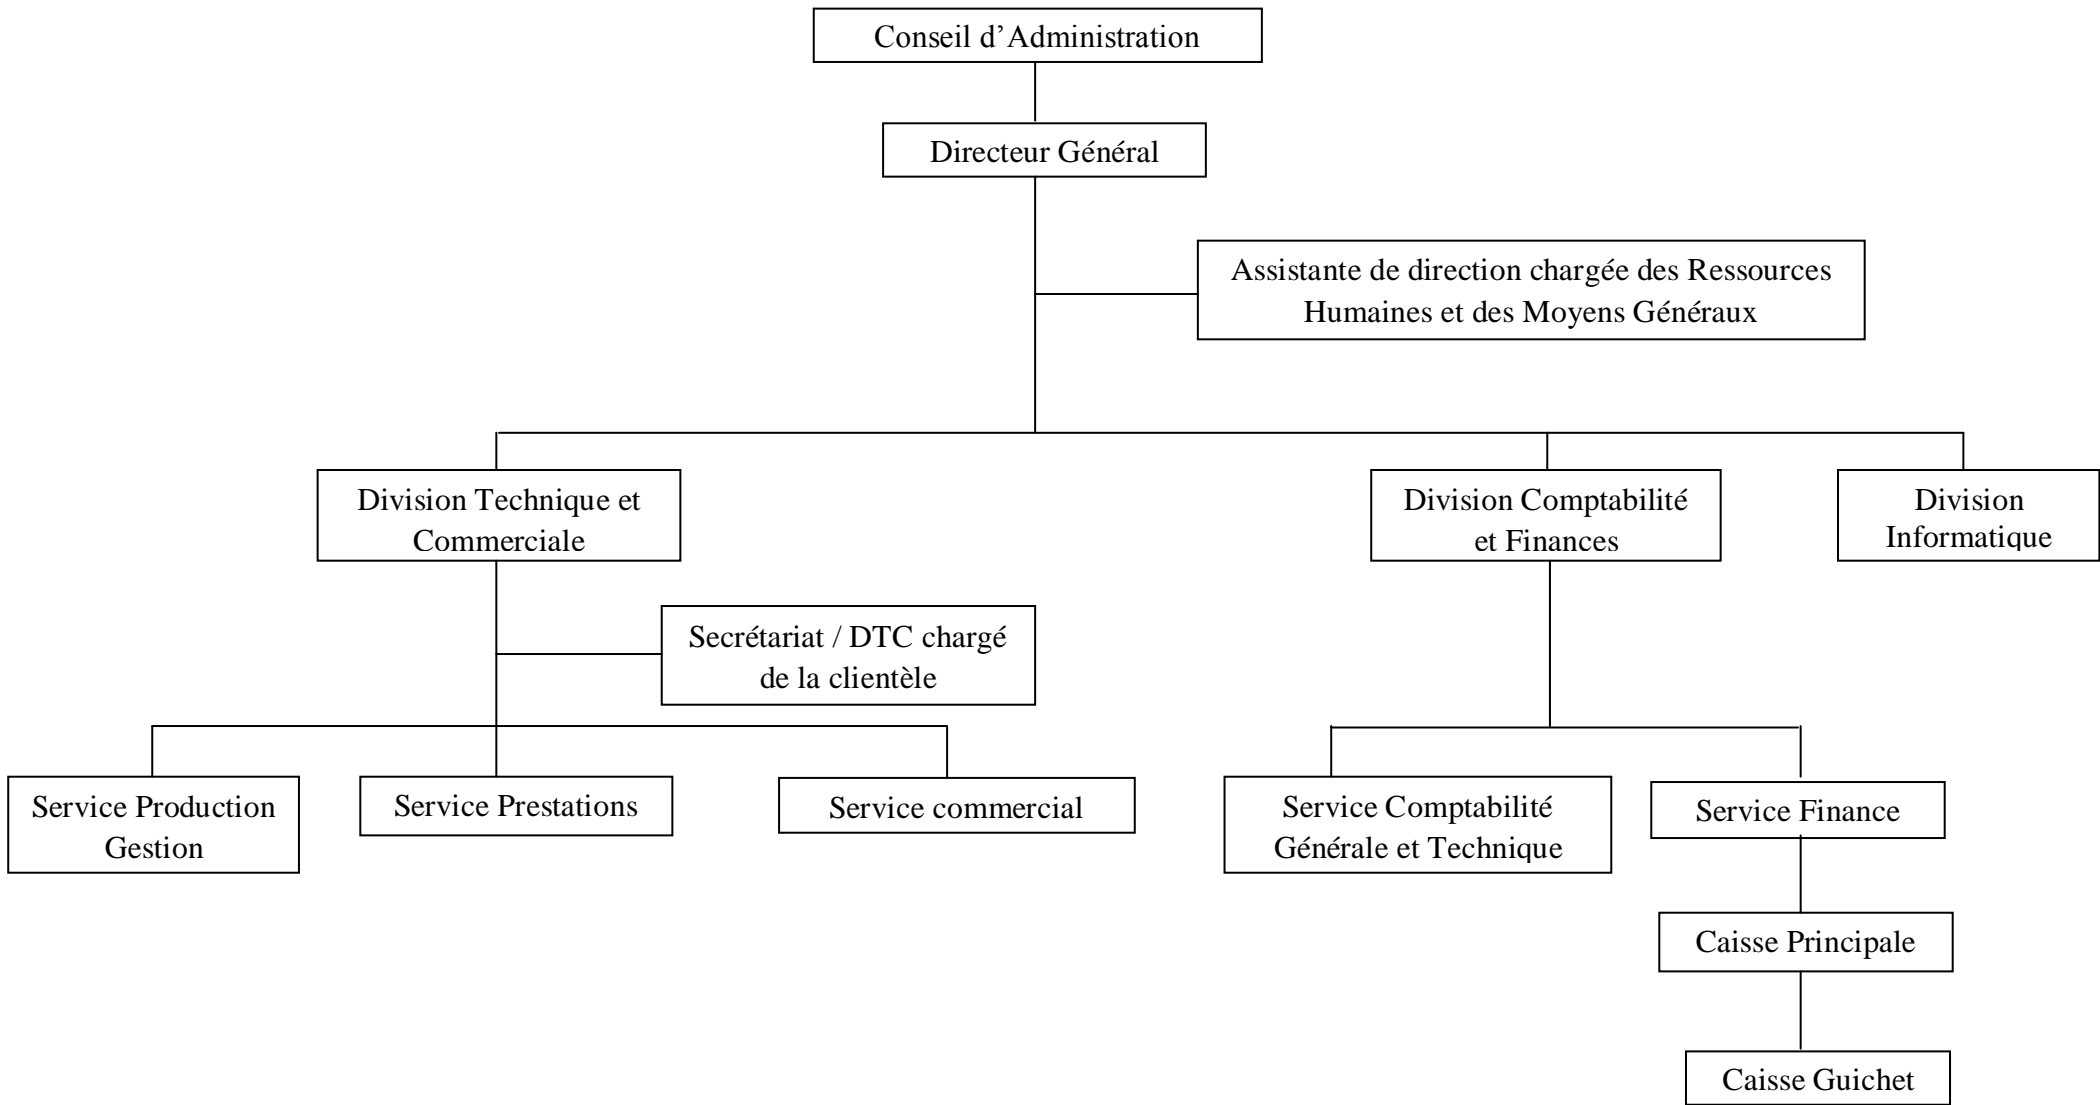 Conseil d’Administration
Directeur Général
Assistante de direction chargée des Ressources
Humaines et des Moyens Généraux
Division Technique et
Commerciale
Division Comptabilité
et Finances
Division
Informatique
Secrétariat / DTC chargé
de la clientèle
Service Production
Gestion
Service Prestations
Service commercial
Service Comptabilité
Générale et Technique
Service Finance
Caisse Principale
Caisse Guichet